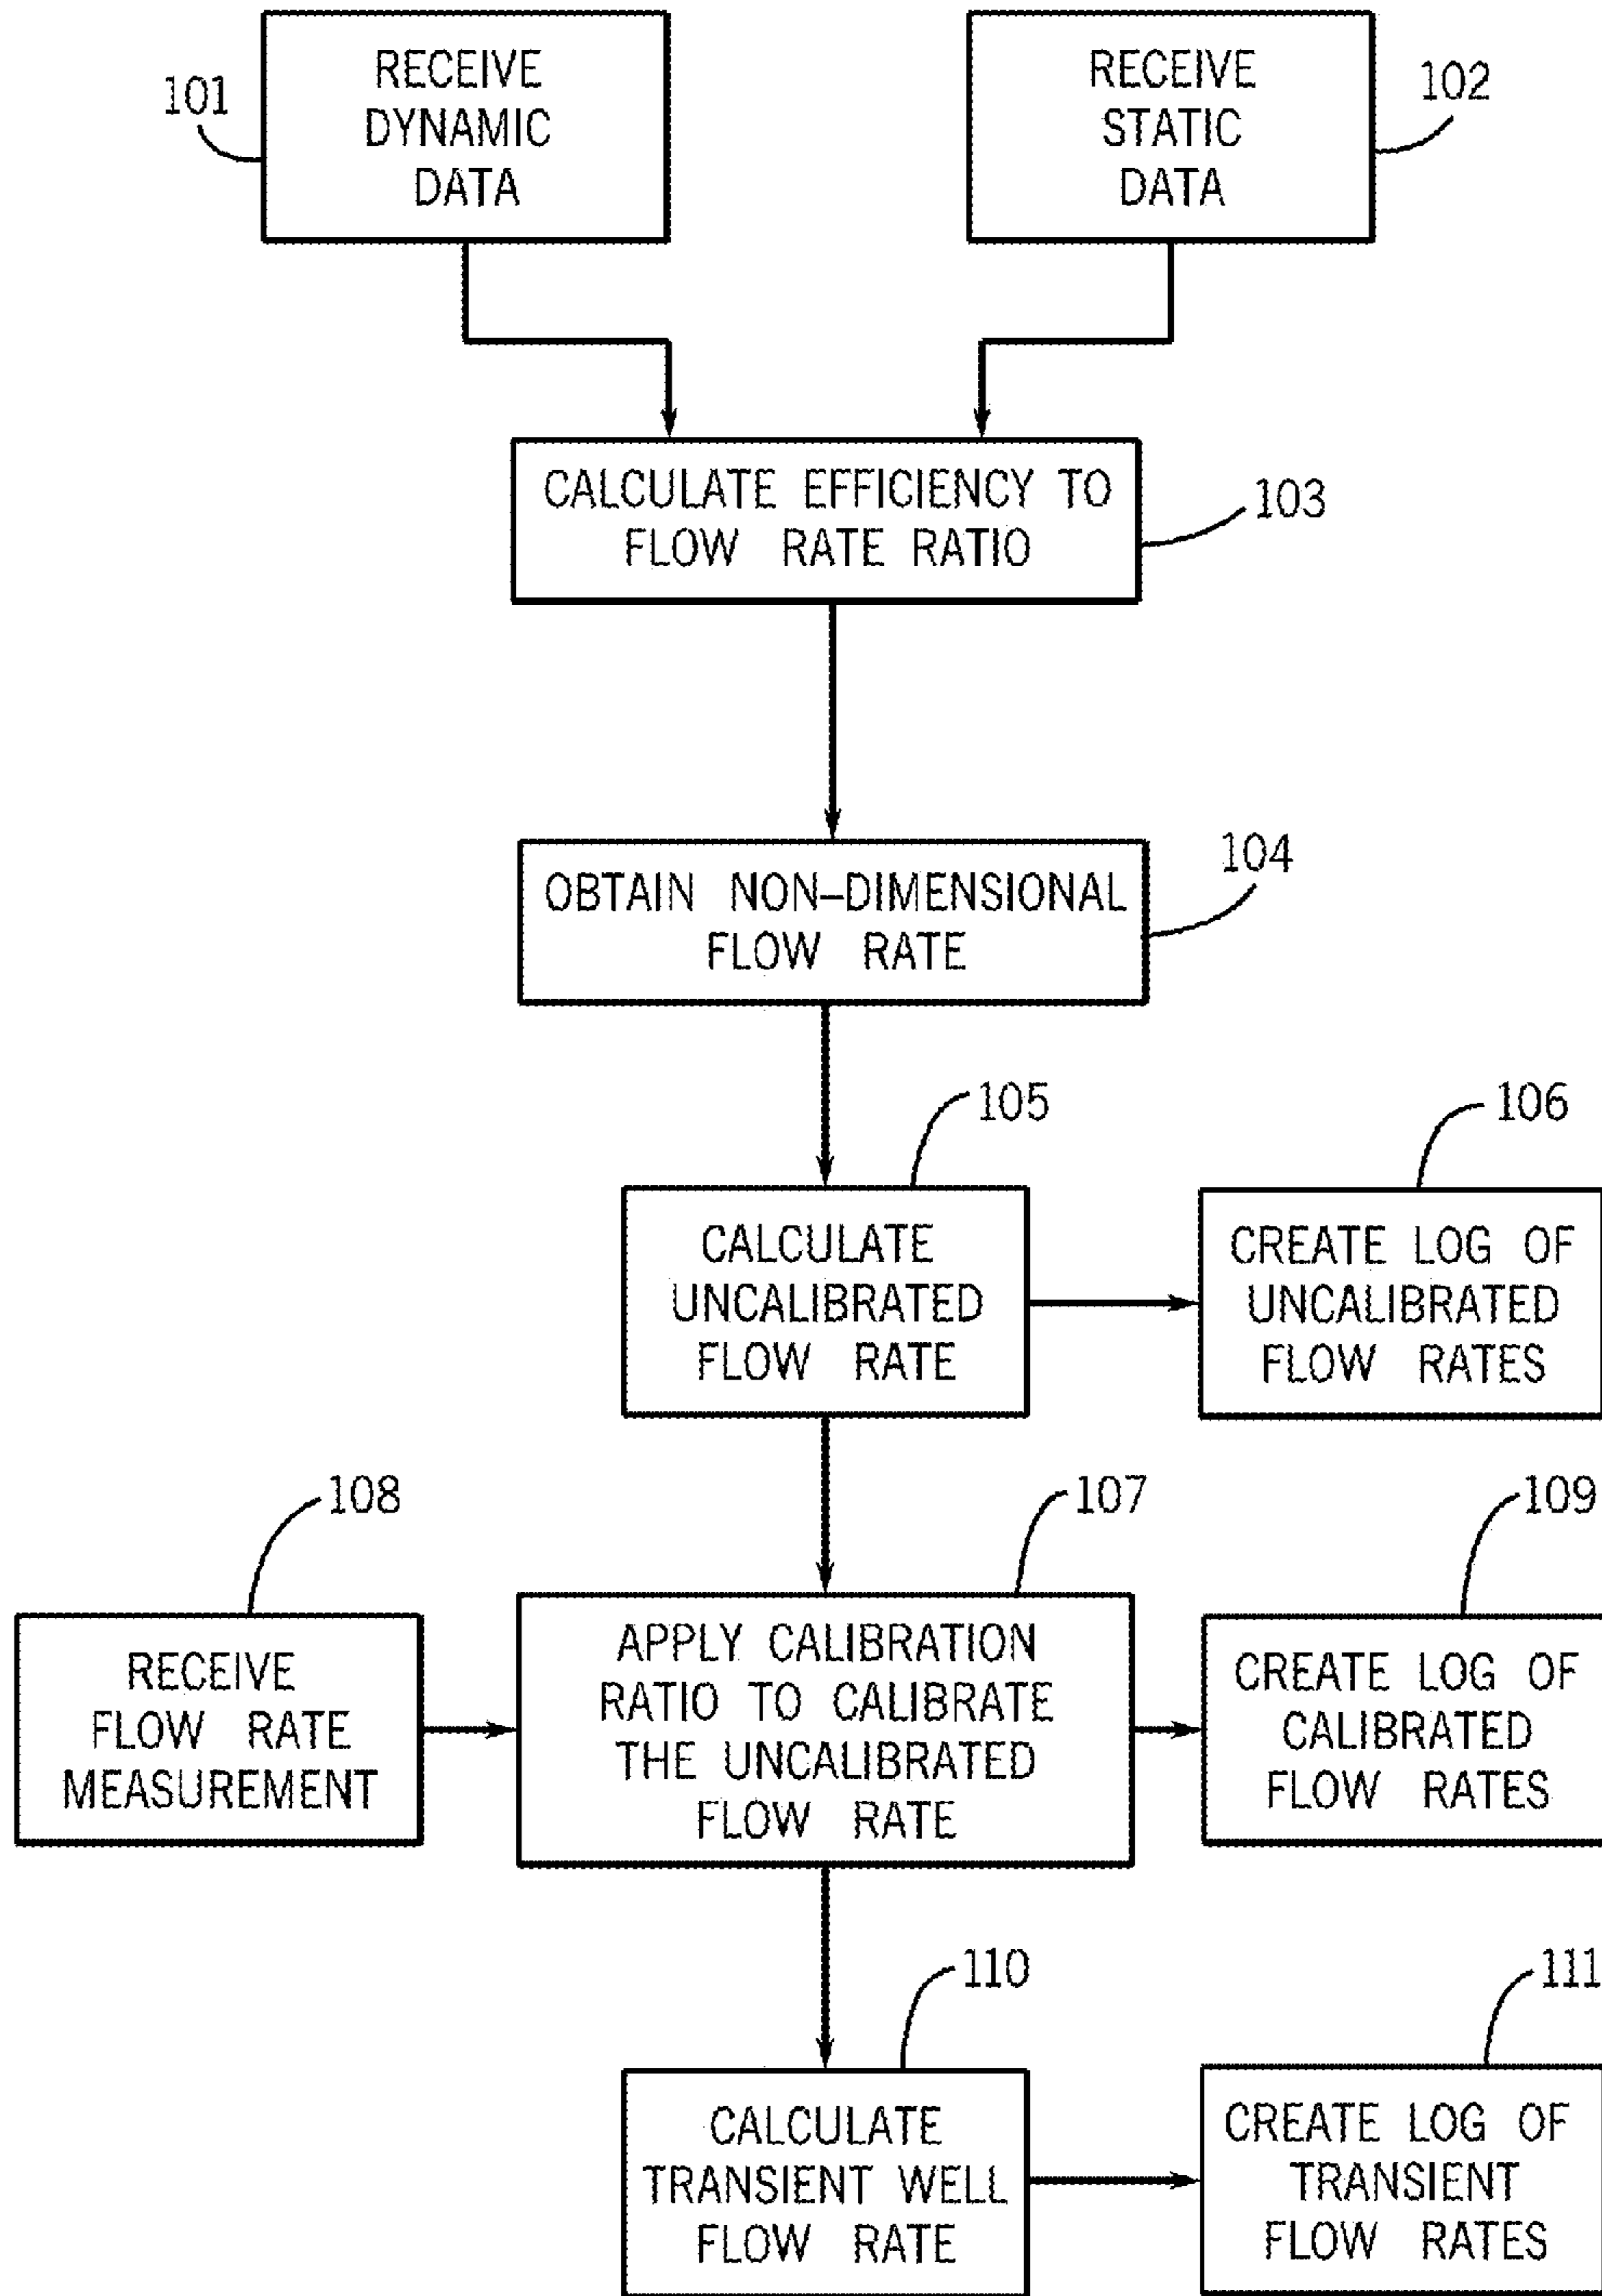 101
RECEIVE
DYNAMIC
DATA
RECEIVE
STATIC
DATA
102
CALCULATE EFFICIENCY TO
FLOW RATE RATIO
103
OBTAIN NON-DIMENSIONAL
FLOW RATE
104
105
CALCULATE
UNCALIBRATED
FLOW RATE
106
CREATE LOG OF
UNCALIBRATED
FLOW RATES
108
RECEIVE
FLOW RATE
MEASUREMENT
107
APPLY CALIBRATION
RATIO TO CALIBRATE
THE UNCALIBRATED
FLOW RATE
109
CREATE LOG OF
CALIBRATED
FLOW RATES
110
CALCULATE
TRANSIENT WELL
FLOW RATE
111
CREATE LOG OF
TRANSIENT
FLOW RATES